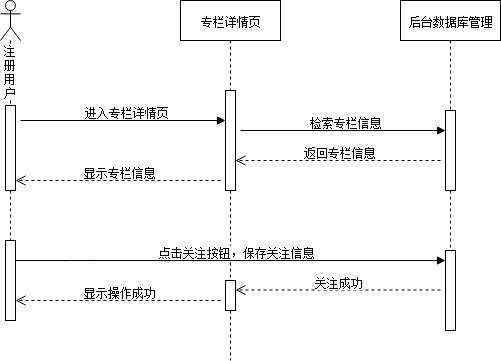 专栏详情页
后台数据库管理
注册用户
进入专栏详情页
检索专栏信息
返回专栏信息
显示专栏信息
点击关注按钮，保存关注信息
关注成功
显示操作成功